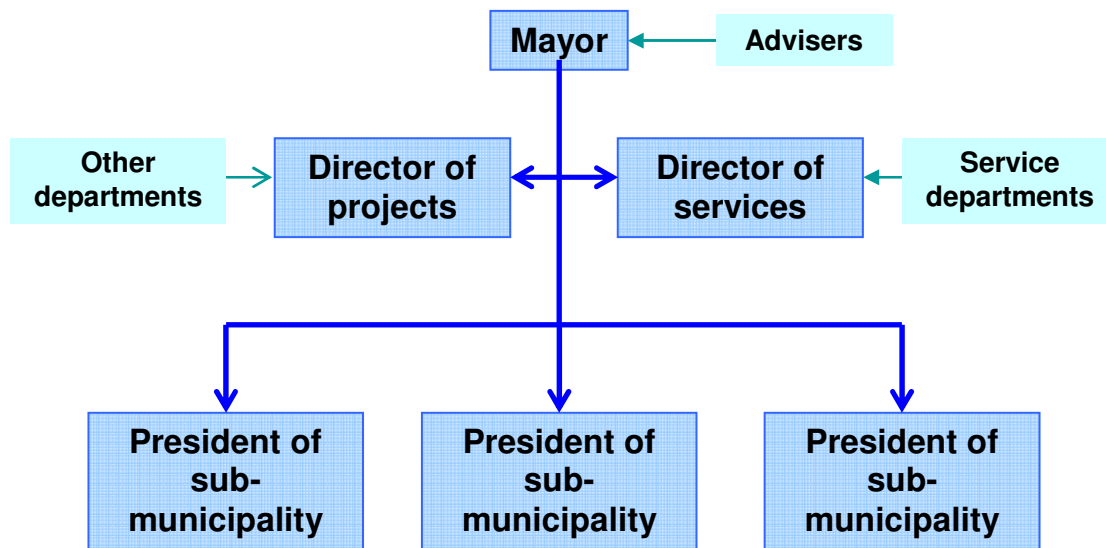 Mayor
Advisers
Other
departments
Director of
projects
Director of
services
Service
departments
President of
sub-
municipality
President of
sub-
municipality
President of
sub-
municipality